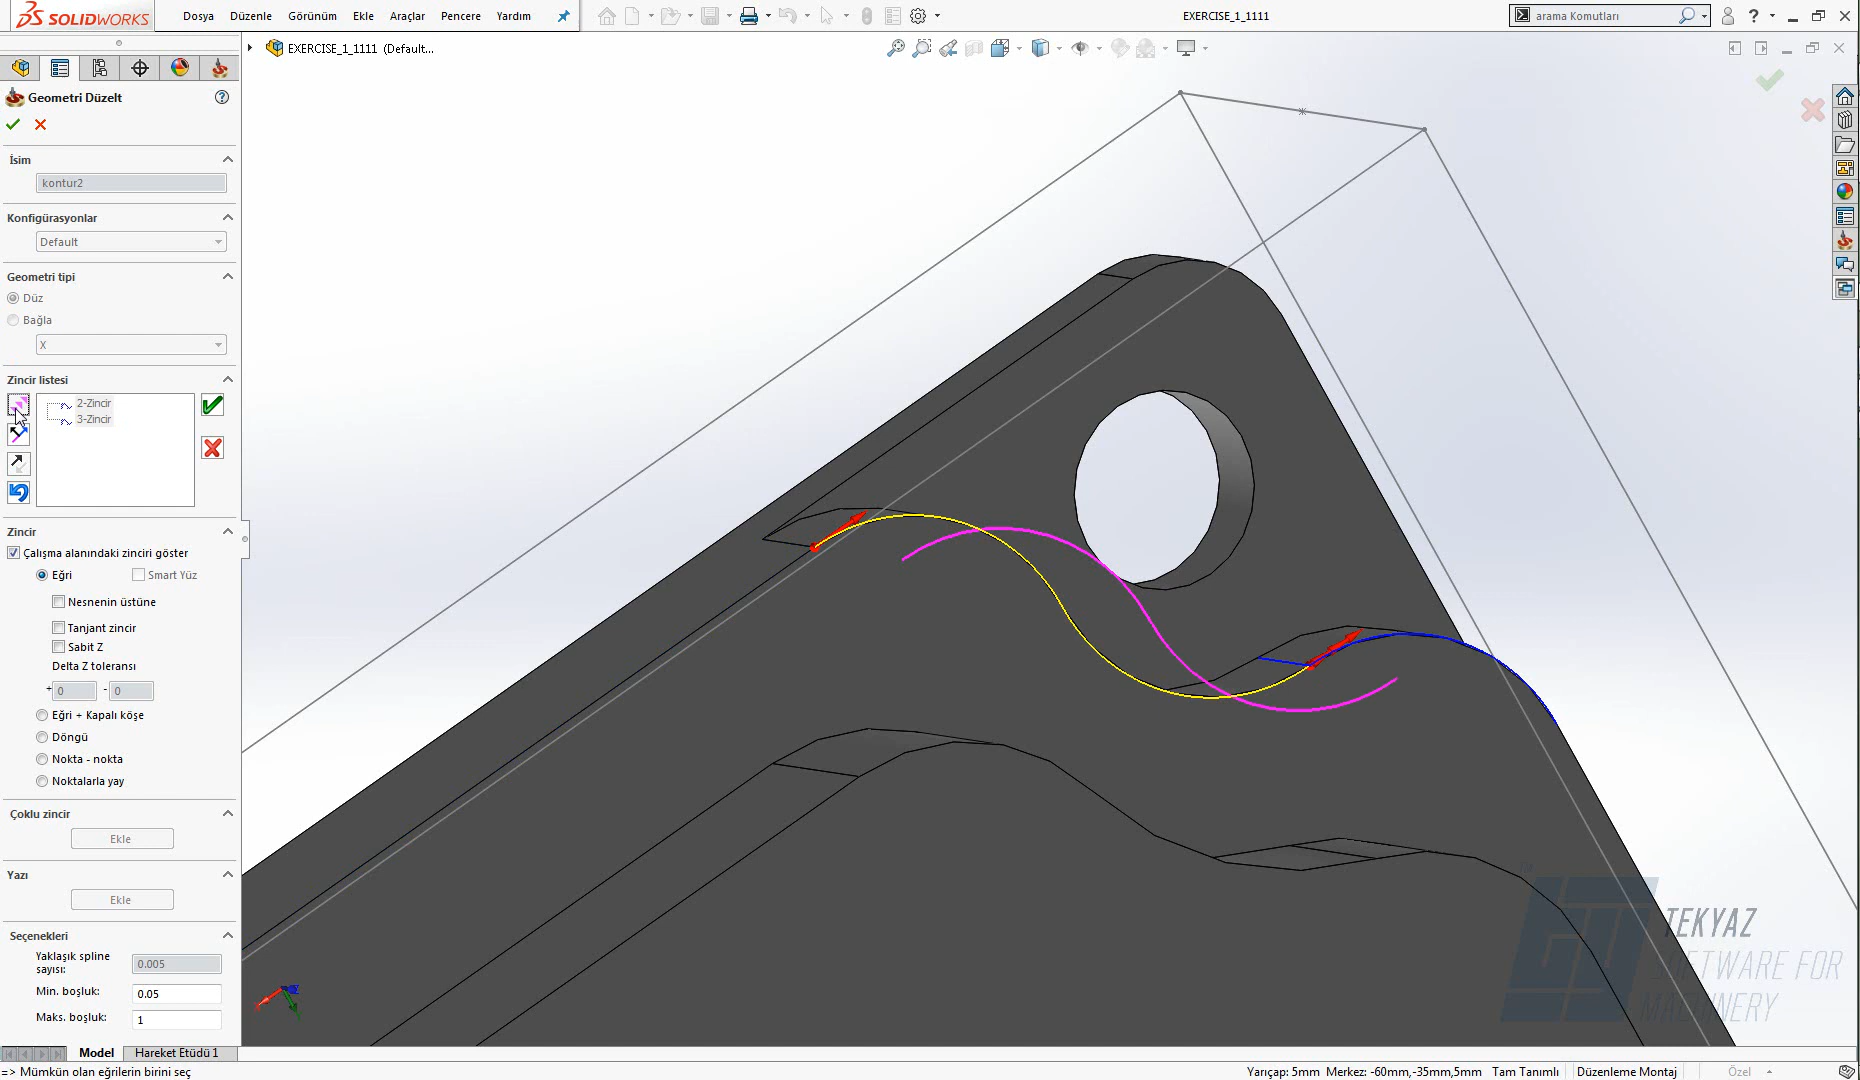 SOLIDWORKS
Dosya Düzenle Görünüm Ekle Araçlar Pencere Yardım
EXERCISE_1_1111
arama Komutları
?
EXERCISE_1_1111 (Default...
Geometri Düzelt
?
İsim
kontur2
Konfigürasyonlar
Default
Geometri tipi
Düz
Bağla
X
Zincir listesi
2-Zincir
3-Zincir
Zincir
Çalışma alanındaki zinciri göster
Eğri
Smart Yüz
Nesnenin üstüne
Tanjant zincir
Sabit Z
Delta Z toleransı
+ 0 - 0
Eğri + Kapalı köşe
Döngü
Nokta - nokta
Noktalarla yay
Çoklu zincir
Ekle
Yazı
Ekle
Seçenekleri
Yaklaşık spline
sayısı:
0.005
Min. boşluk: 0.05
Maks. boşluk: 1
TEKYAZ
SOFTWARE FOR
MACHINERY
Model Hareket Etüdü 1
=> Mümkün olan eğrilerin birini seç
Yarıçap: 5mm Merkez: -60mm,-35mm,5mm Tam Tanımlı Düzenleme Montaj Özel